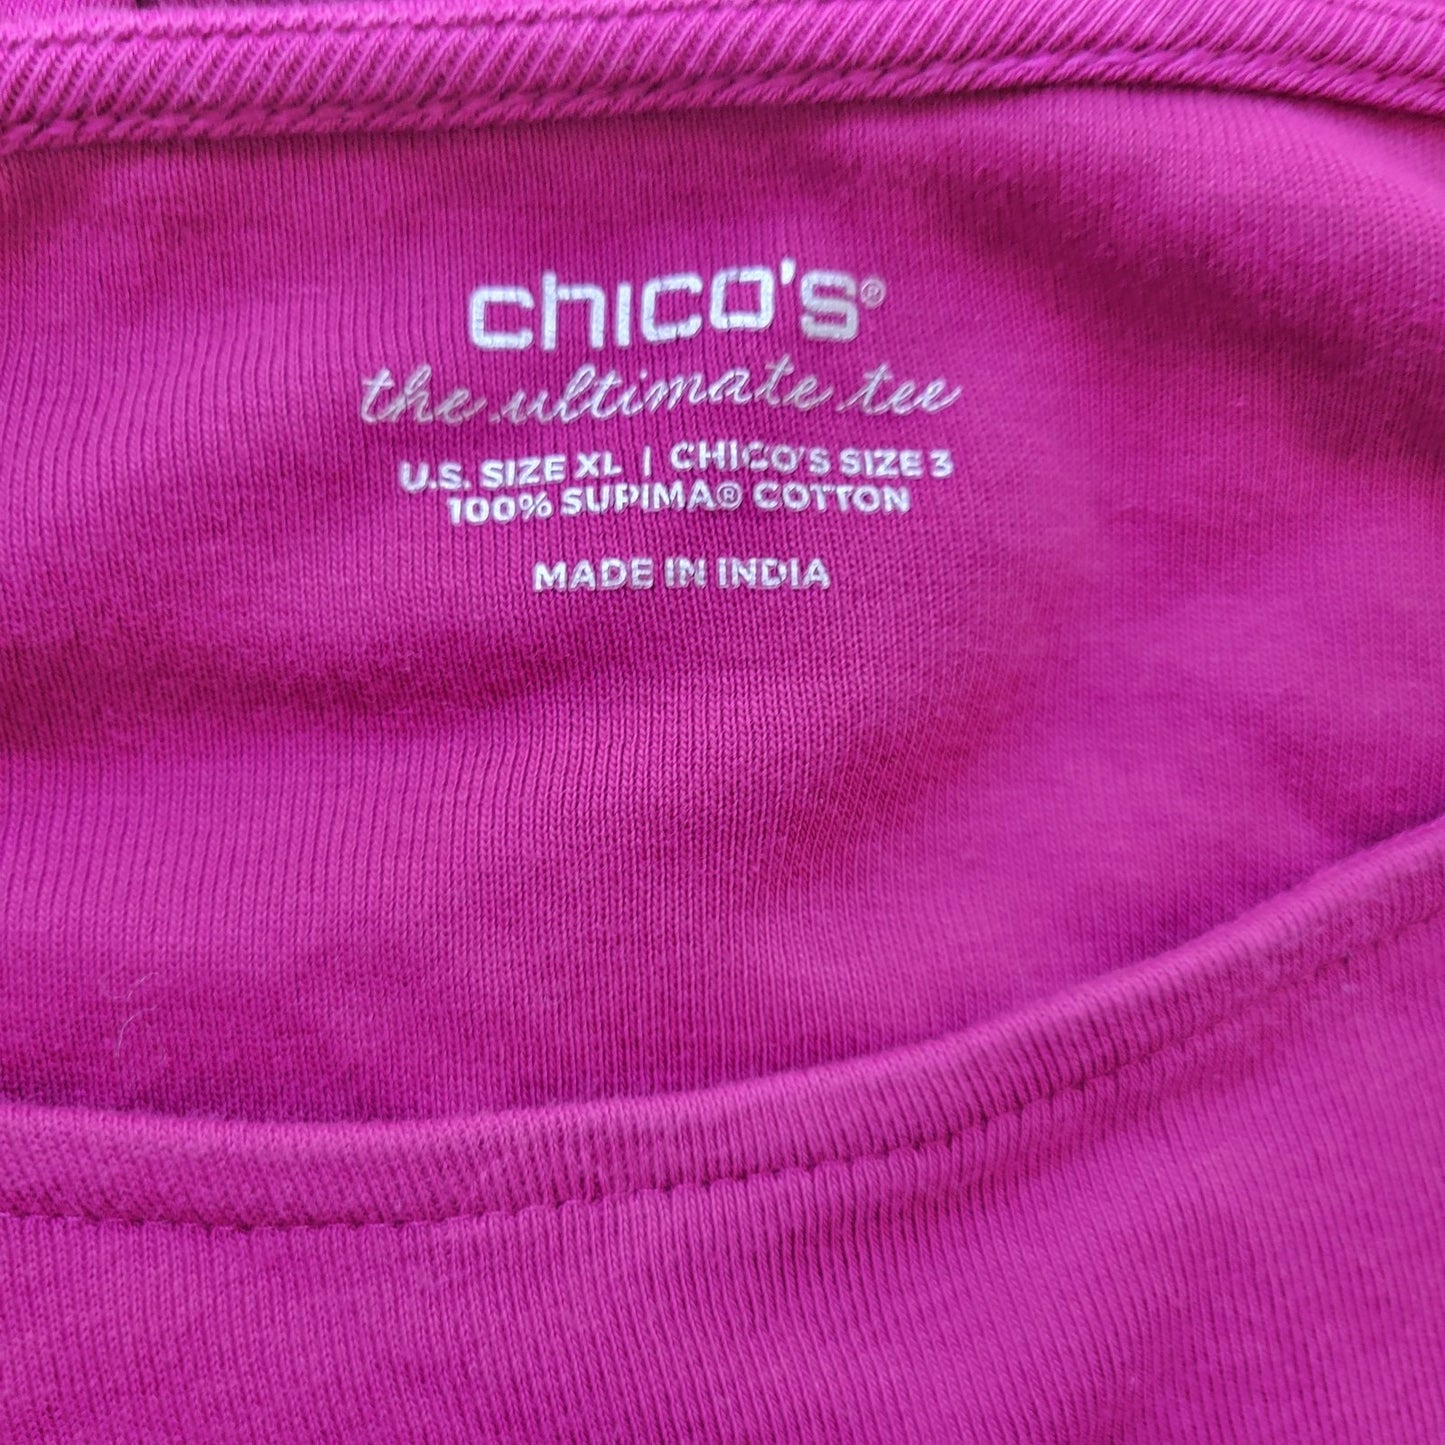 chico's®
the ultimate tee
U.S. SIZE XL | CHICO'S SIZE 3
100% SUPIMA® COTTON
MADE IN INDIA